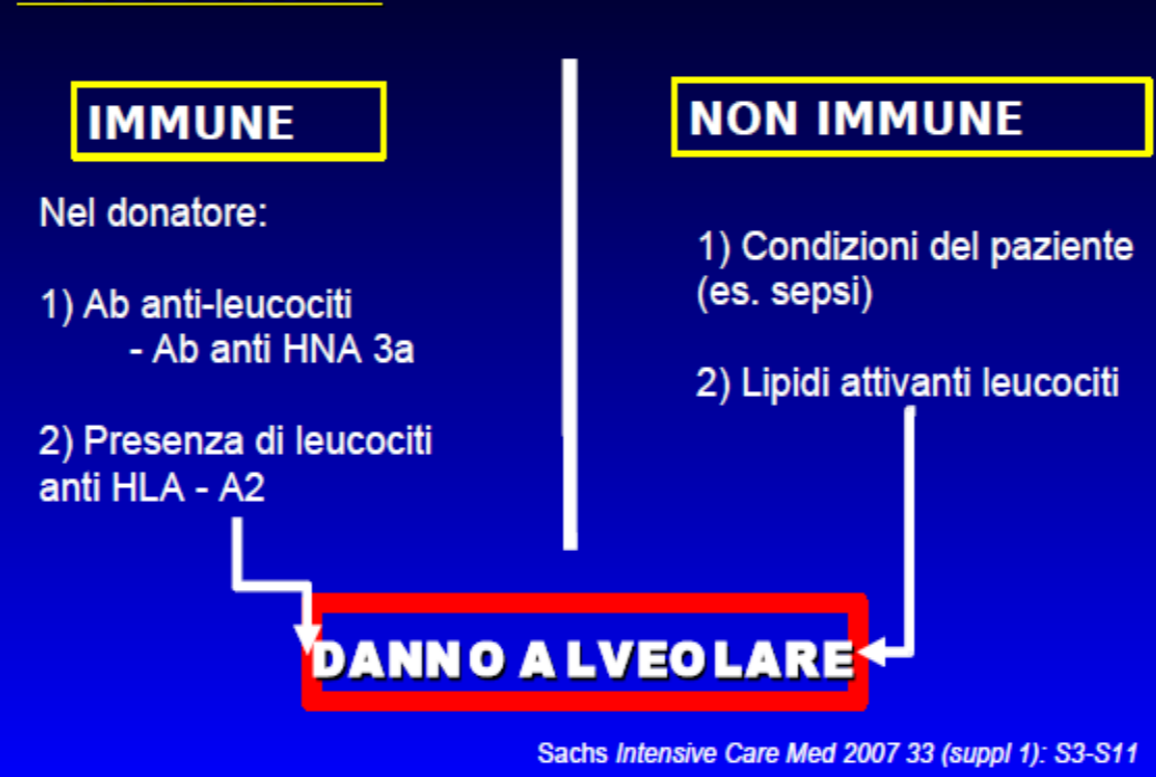 IMMUNE
Nel donatore:
1) Ab anti-leucociti
- Ab anti HNA 3a
2) Presenza di leucociti
anti HLA - A2
NON IMMUNE
1) Condizioni del paziente
(es. sepsi)
2) Lipidi attivanti leucociti
DANNO ALVEOLARE
Sachs Intensive Care Med 2007 33 (suppl 1): S3-S11